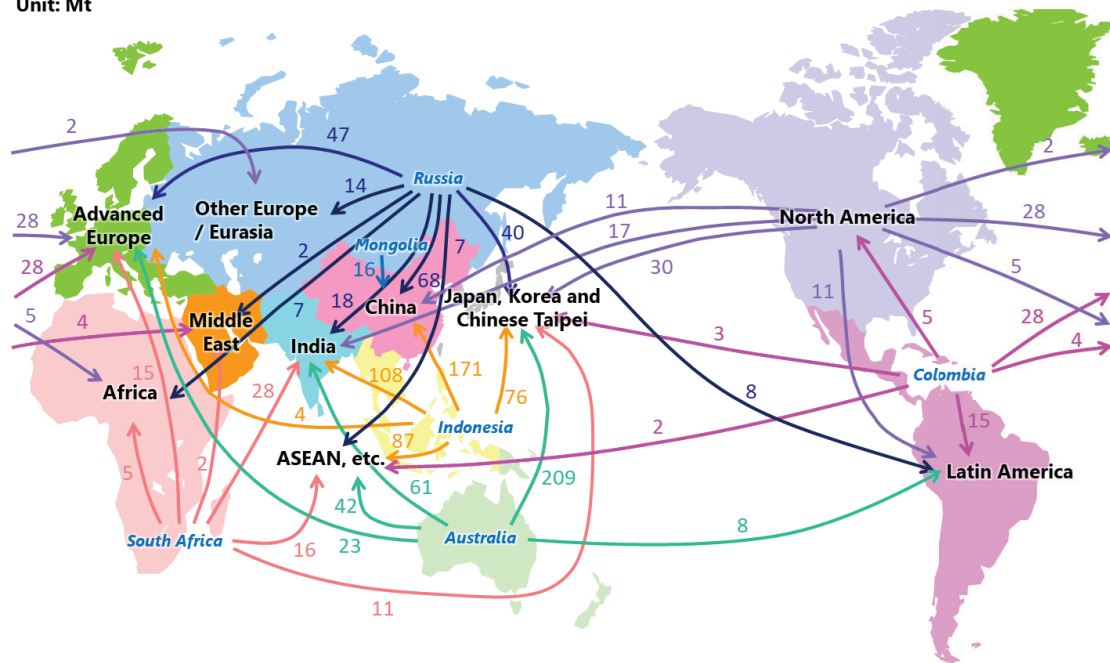 Unit: Mt
2
47
2
Russia
14
11
28
Advanced
Europe
Other Europe
/ Eurasia
North America
28
17
Mongolia
7
40
2
28
16
68
30
5
18
11
28
5
4
Middle
East
7
China
Japan, Korea and
Chinese Taipei
5
3
4
India
15
28
108
171
Colombia
Africa
76
8
4
15
Indonesia
2
87
ASEAN, etc.
5
2
Latin America
61
209
42
8
South Africa
16
23
Australia
11